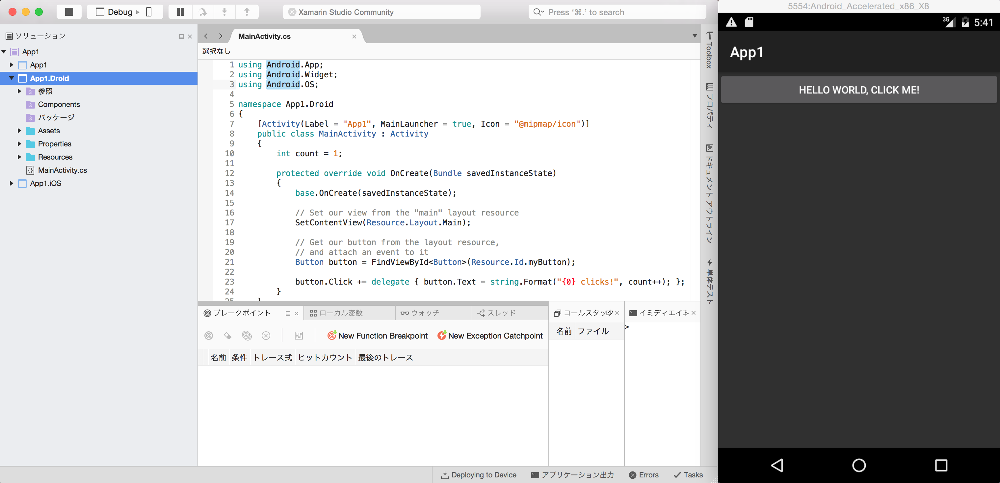 Debug
Xamarin Studio Community
Press ‘⌘.’ to search
ソリューション
App1
App1
App1.Droid
参照
Components
パッケージ
Assets
Properties
Resources
MainActivity.cs
App1.iOS
MainActivity.cs
選択なし
1 using Android.App;
2 using Android.Widget;
3 using Android.OS;
4
5 namespace App1.Droid
6 {
7 [Activity(Label = "App1", MainLauncher = true, Icon = "@mipmap/icon")]
8 public class MainActivity : Activity
9 {
10 int count = 1;
11
12 protected override void OnCreate(Bundle savedInstanceState)
13 {
14 base.OnCreate(savedInstanceState);
15
16 // Set our view from the "main" layout resource
17 SetContentView(Resource.Layout.Main);
18
19 // Get our button from the layout resource,
20 // and attach an event to it
21 Button button = FindViewById<Button>(Resource.Id.myButton);
22
23 button.Click += delegate { button.Text = string.Format("{0} clicks!", count++); };
24 }
25 }
Toolbox
プロパティ
ドキュメント アウトライン
単体テスト
ブレークポイント
ローカル変数
ウォッチ
スレッド
コールスタック
イミディエイト
New Function Breakpoint
New Exception Catchpoint
名前 条件 トレース式 ヒットカウント 最後のトレース
名前 ファイル
>
Deploying to Device
アプリケーション出力
Errors
Tasks
5554:Android_Accelerated_x86_X8
3G
5:41
App1
HELLO WORLD, CLICK ME!